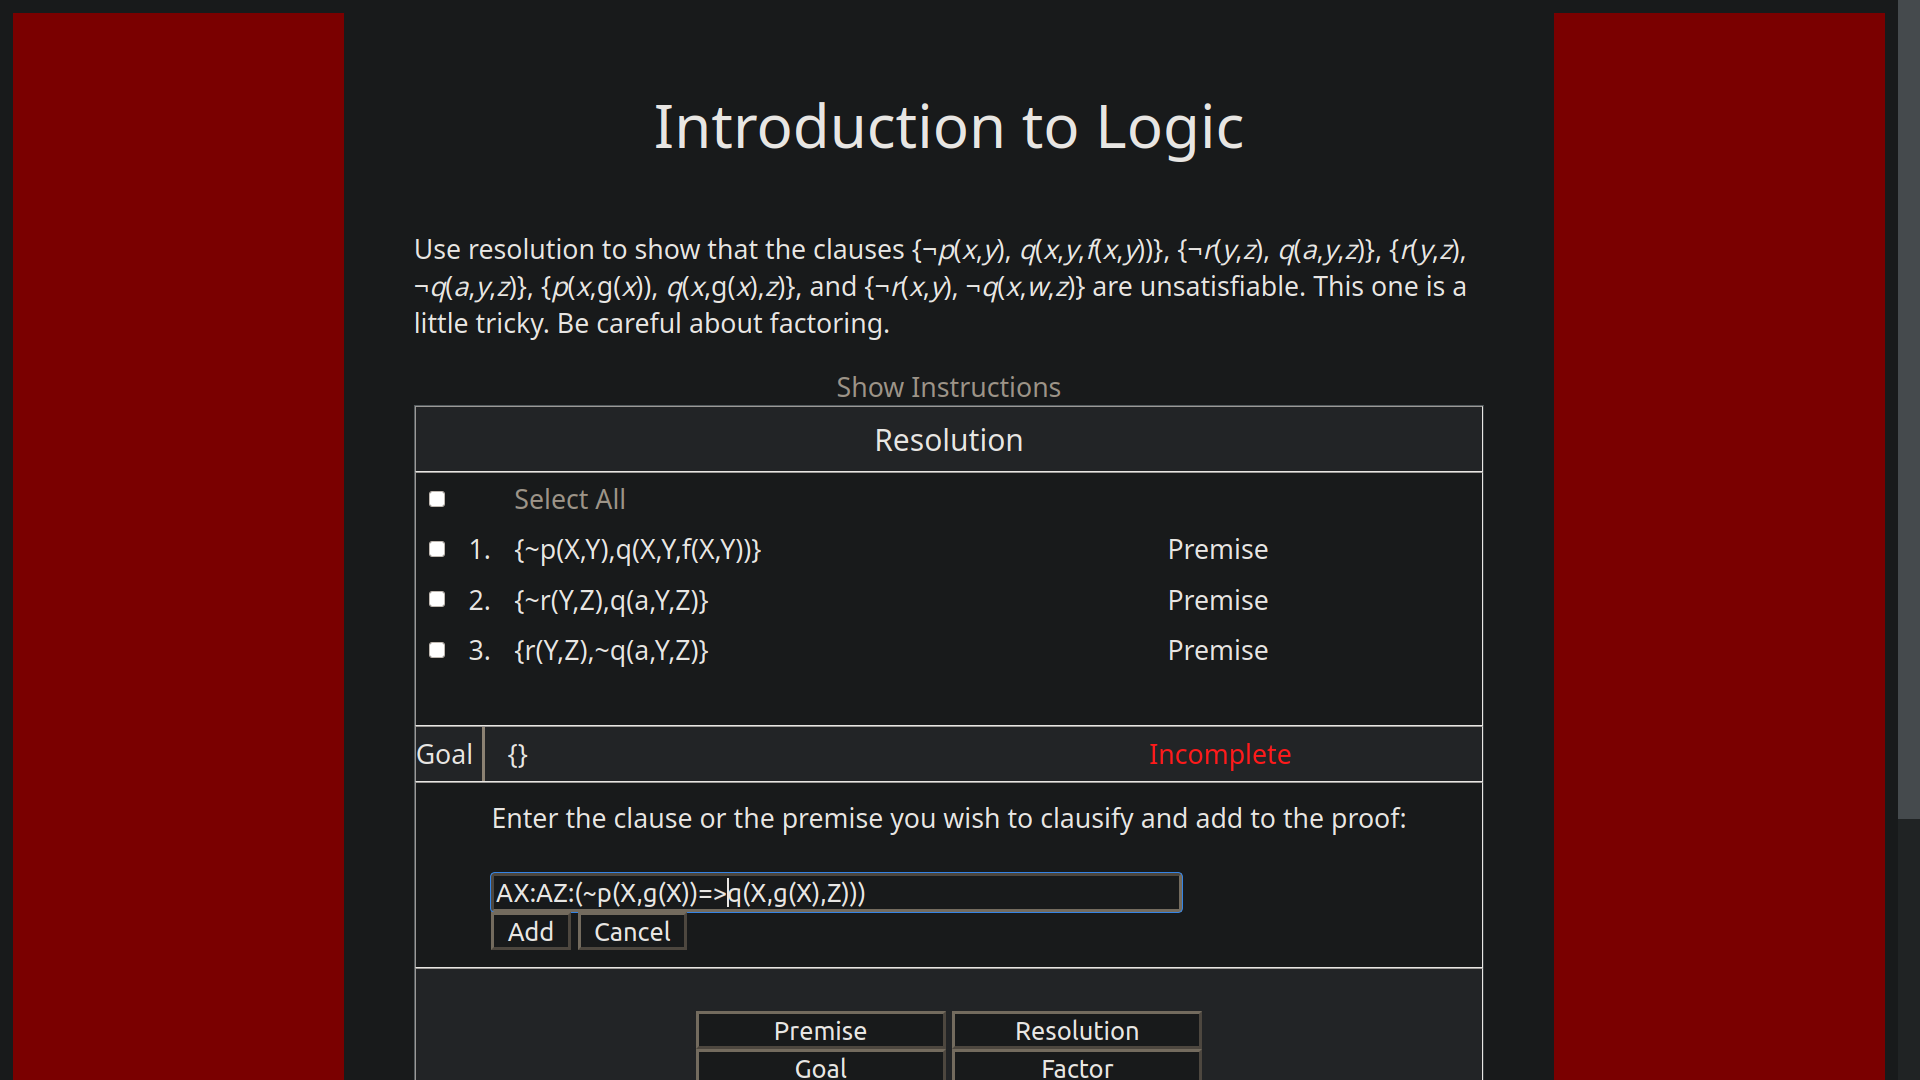 Introduction to Logic
Use resolution to show that the clauses {¬p(x,y), q(x,y,f(x,y))}, {¬r(y,z), q(a,y,z)}, {r(y,z),
¬q(a,y,z)}, {p(x,g(x)), q(x,g(x),z)}, and {¬r(x,y), ¬q(x,w,z)} are unsatisfiable. This one is a
little tricky. Be careful about factoring.
Show Instructions
Resolution
Select All
1. {~p(X,Y),q(X,Y,f(X,Y))} Premise
2. {~r(Y,Z),q(a,Y,Z)} Premise
3. {r(Y,Z),~q(a,Y,Z)} Premise
Goal {} Incomplete
Enter the clause or the premise you wish to clausify and add to the proof:
AX:AZ:(~p(X,g(X))=>q(X,g(X),Z)))
Add Cancel
Premise Resolution
Goal Factor